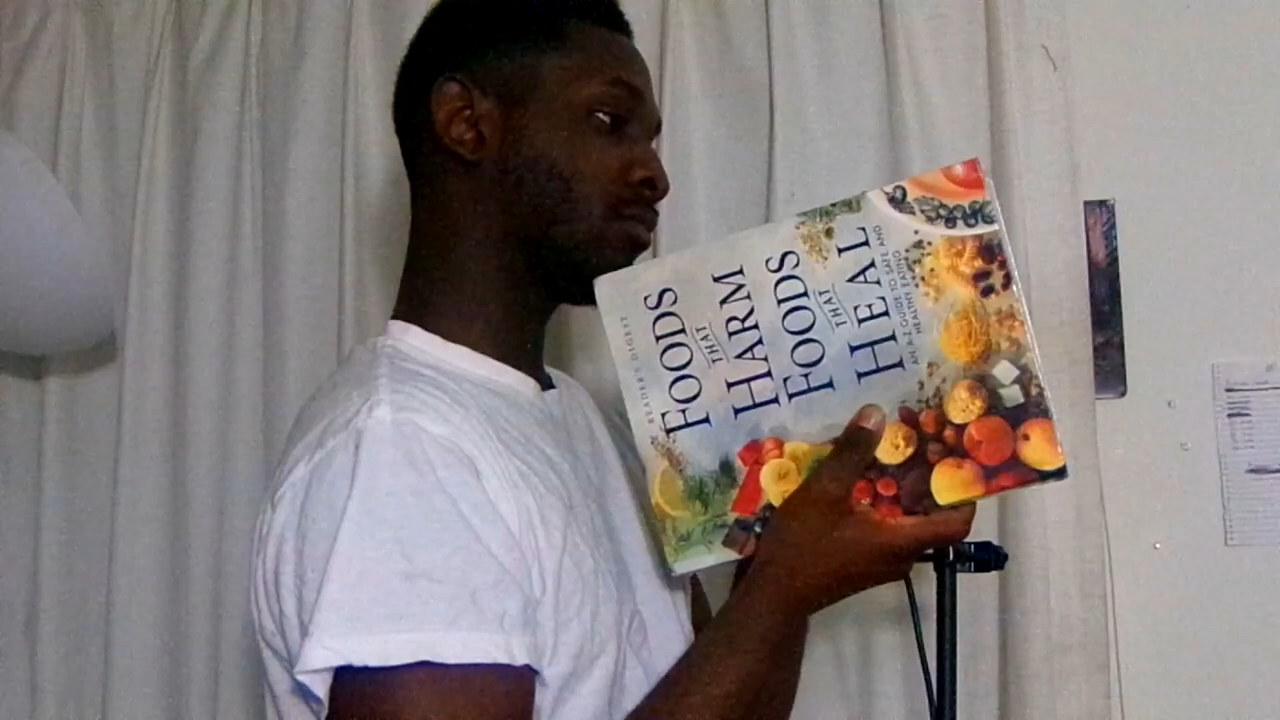 READER'S DIGEST
FOODS
THAT
HARM
FOODS
THAT
HEAL
AN A-Z GUIDE TO SAFE AND
HEALTHY EATING